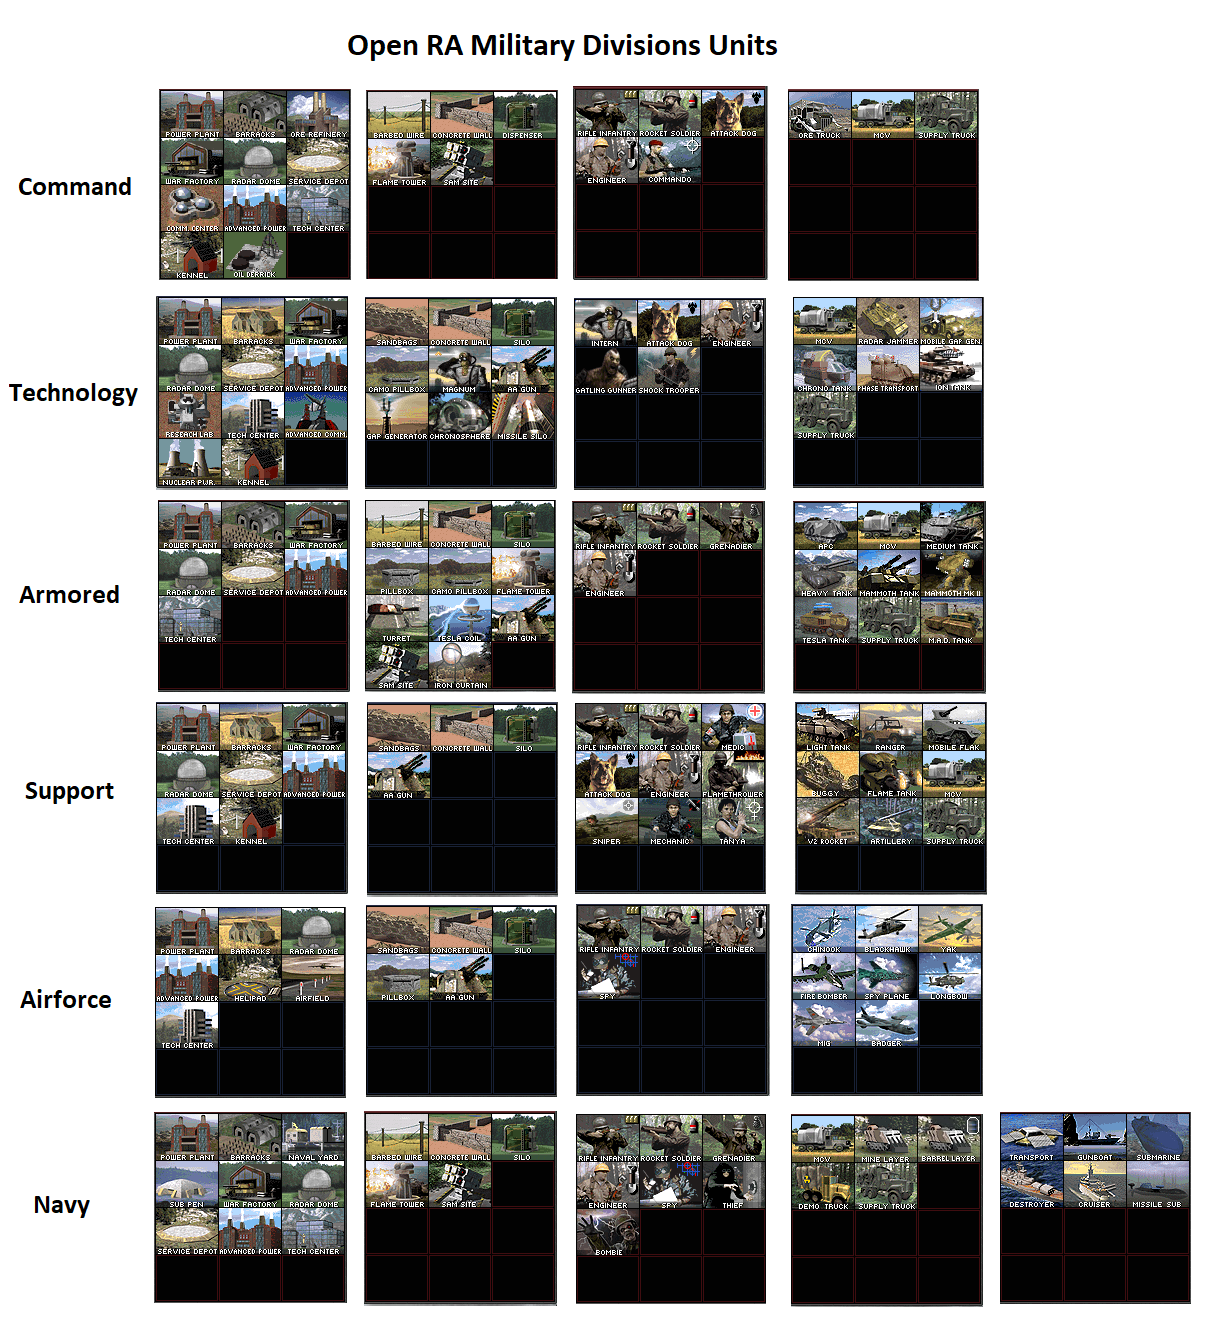 Open RA Military Divisions Units
Command
POWER PLANT BARRACKS ORE REFINERY
WAR FACTORY RADAR DOME SERVICE DEPOT
COMM. CENTER ADVANCED POWER TECH CENTER
KENNEL OIL DERRICK
BARBED WIRE CONCRETE WALL DISPENSER
FLAME TOWER SAM SITE
RIFLE INFANTRY ROCKET SOLDIER ATTACK DOG
ENGINEER COMMANDO
ORE TRUCK MCV SUPPLY TRUCK
Technology
POWER PLANT BARRACKS WAR FACTORY
RADAR DOME SERVICE DEPOT ADVANCED POWER
RESEACH LAB TECH CENTER ADVANCED COMM.
NUCLEAR PWR. KENNEL
SANDBAGS CONCRETE WALL SILO
CAMO PILLBOX MAGNUM AA GUN
GAP GENERATOR CHRONOSPHERE MISSILE SILO
INTERN ATTACK DOG ENGINEER
GATLING GUNNER SHOCK TROOPER
MCV RADAR JAMMER MOBILE GAP GEN.
CHRONO TANK PHASE TRANSPORT ION TANK
SUPPLY TRUCK
Armored
POWER PLANT BARRACKS WAR FACTORY
RADAR DOME SERVICE DEPOT ADVANCED POWER
TECH CENTER
BARBED WIRE CONCRETE WALL SILO
PILLBOX CAMO PILLBOX FLAME TOWER
TURRET TESLA COIL AA GUN
SAM SITE IRON CURTAIN
RIFLE INFANTRY ROCKET SOLDIER GRENADIER
ENGINEER
APC MCV MEDIUM TANK
HEAVY TANK MAMMOTH TANK MAMMOTH MK II
TESLA TANK SUPPLY TRUCK M.A.D. TANK
Support
POWER PLANT BARRACKS WAR FACTORY
RADAR DOME SERVICE DEPOT ADVANCED POWER
TECH CENTER KENNEL
SANDBAGS CONCRETE WALL SILO
AA GUN
RIFLE INFANTRY ROCKET SOLDIER MEDIC
ATTACK DOG ENGINEER FLAMETHROWER
SNIPER MECHANIC TANYA
LIGHT TANK RANGER MOBILE FLAK
BUGGY FLAME TANK MCV
V2 ROCKET ARTILLERY SUPPLY TRUCK
Airforce
POWER PLANT BARRACKS RADAR DOME
ADVANCED POWER HELIPAD AIRFIELD
TECH CENTER
SANDBAGS CONCRETE WALL SILO
PILLBOX AA GUN
RIFLE INFANTRY ROCKET SOLDIER ENGINEER
SPY
CHINOOK BLACKHAWK YAK
FIRE BOMBER SPY PLANE LONGBOW
MIG BADGER
Navy
POWER PLANT BARRACKS NAVAL YARD
SUB PEN WAR FACTORY RADAR DOME
SERVICE DEPOT ADVANCED POWER TECH CENTER
BARBED WIRE CONCRETE WALL SILO
FLAME TOWER SAM SITE
RIFLE INFANTRY ROCKET SOLDIER GRENADIER
ENGINEER SPY THIEF
BOMBIE
MCV MINE LAYER BARREL LAYER
DEMO TRUCK SUPPLY TRUCK
TRANSPORT GUNBOAT SUBMARINE
DESTROYER CRUISER MISSILE SUB